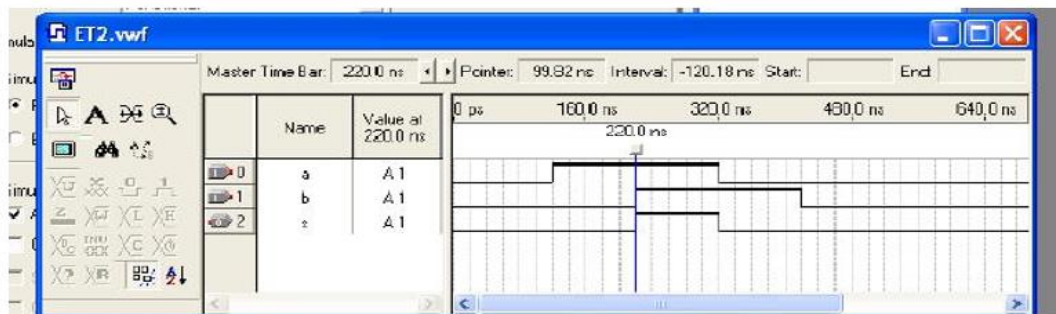 ET2.vwf
Master Time Bar: 220.0 ns Pointer: 99.82 ns Interval: -120.18 ns Start: End:
Name
Value at
220.0 ns
0 ps 160.0 ns 320.0 ns 480.0 ns 640.0 ns
220.0 ns
0 a A 1
1 b A 1
2 s A 1